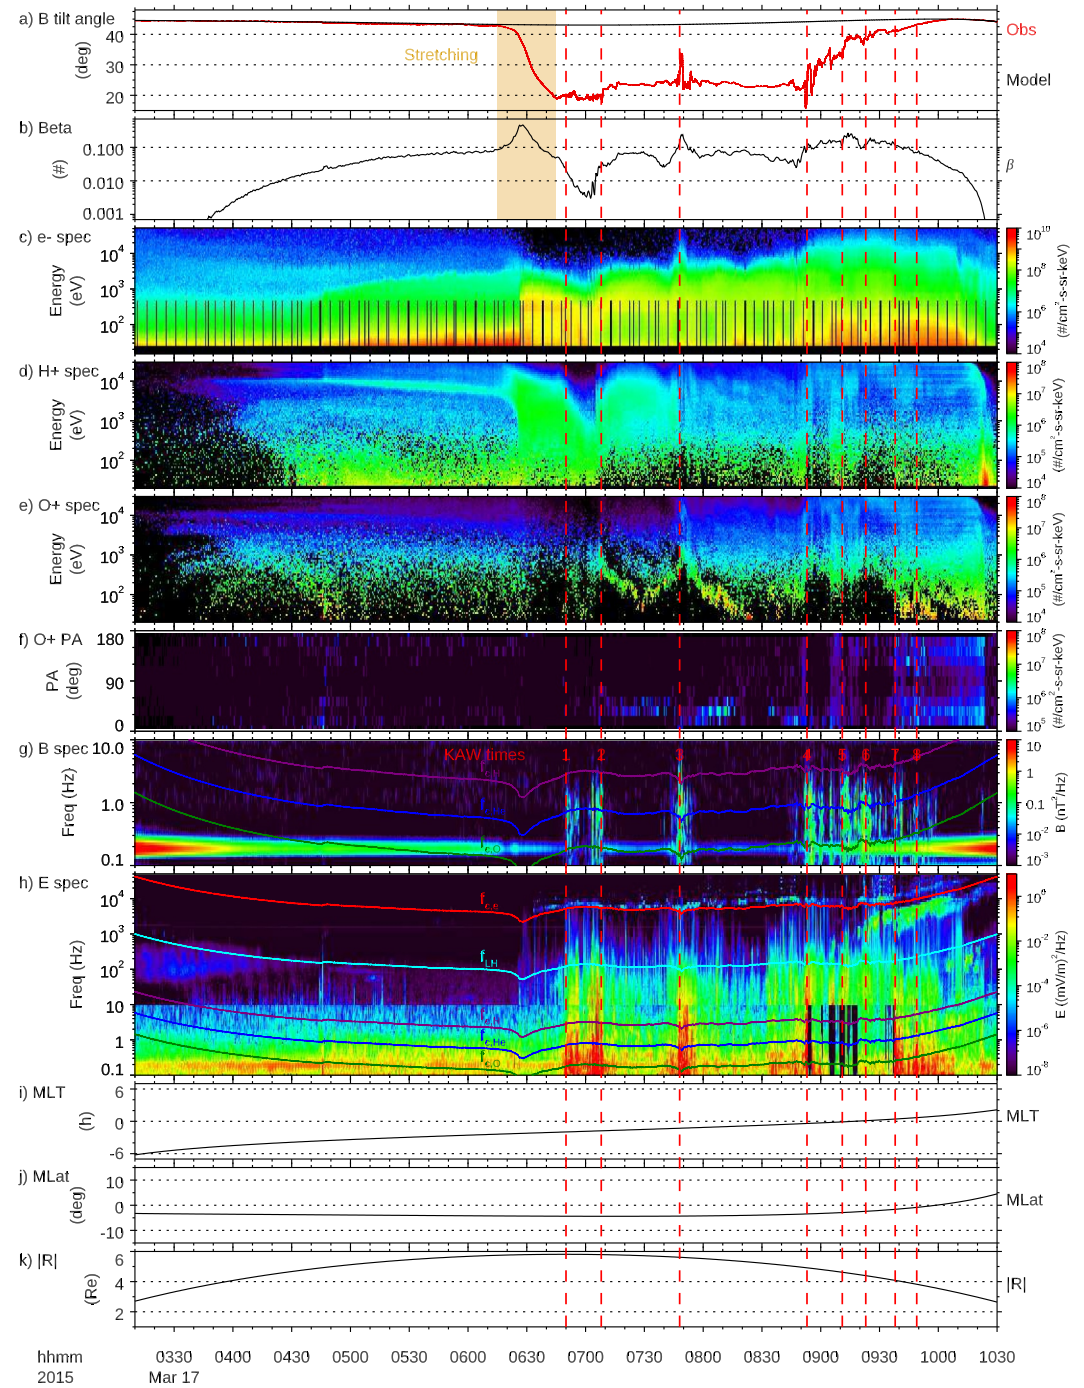 a) B tilt angle
(deg)
40
30
20
Stretching
Obs
Model
b) Beta
(#)
0.100
0.010
0.001
β
c) e- spec
Energy
(eV)
10⁴
10³
10²
10¹⁰
10⁸
10⁶
10⁴
(#/cm²-s-sr-keV)
d) H+ spec
Energy
(eV)
10⁴
10³
10²
10⁸
10⁷
10⁶
10⁵
10⁴
(#/cm²-s-sr-keV)
e) O+ spec
Energy
(eV)
10⁴
10³
10²
10⁸
10⁷
10⁶
10⁵
10⁴
(#/cm²-s-sr-keV)
f) O+ PA
PA
(deg)
180
90
0
10⁸
10⁷
10⁶
10⁵
(#/cm²-s-sr-keV)
g) B spec
Freq (Hz)
10.0
1.0
0.1
KAW times
1 2 3 4 5 6 7 8
10
1
0.1
10⁻²
10⁻³
B (nT²/Hz)
h) E spec
Freq (Hz)
10⁴
10³
10²
10
1
0.1
f LH
f c,He
f c,O
10⁰
10⁻²
10⁻⁴
10⁻⁶
10⁻⁸
E ((mV/m)²/Hz)
i) MLT
(h)
6
0
-6
MLT
j) MLat
(deg)
10
0
-10
MLat
k) |R|
(Re)
6
4
2
|R|
hhmm 0330 0400 0430 0500 0530 0600 0630 0700 0730 0800 0830 0900 0930 1000 1030
2015 Mar 17